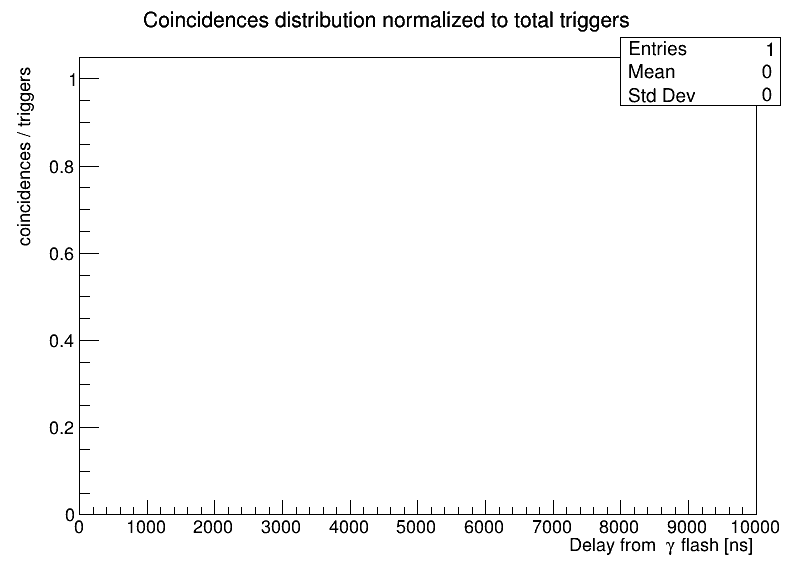 Coincidences distribution normalized to total triggers
Entries 1
Mean 0
Std Dev 0
coincidences / triggers
1
0.8
0.6
0.4
0.2
0
0 1000 2000 3000 4000 5000 6000 7000 8000 9000 10000
Delay from γ flash [ns]